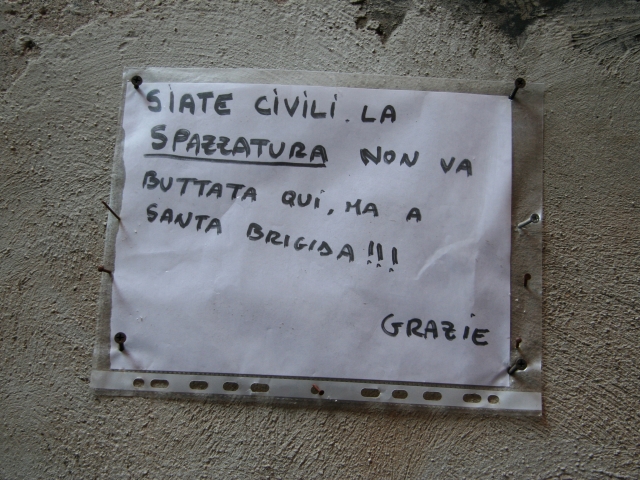 SIATE CIVILI. LA
SPAZZATURA NON VA
BUTTATA QUI, MA A
SANTA BRIGIDA!!!
GRAZIE